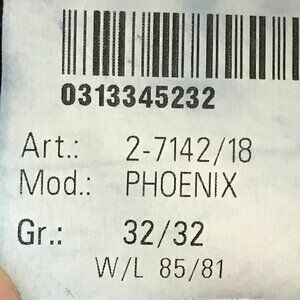 0313345232
Art.: 2-7142/18
Mod.: PHOENIX
Gr.: 32/32
W/L 85/81